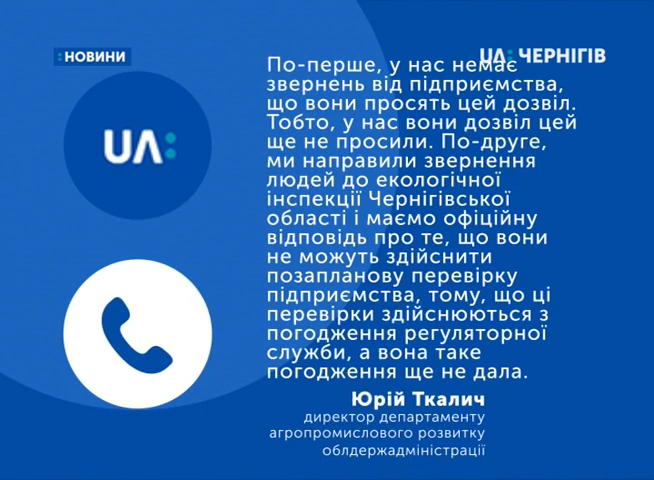 :НОВИНИ
UA: ЧЕРНІГІВ
UA:
По-перше, у нас немає
звернень від підприємства,
що вони просять цей дозвіл.
Тобто, у нас вони дозвіл цей
ще не просили. По-друге,
ми направили звернення
людей до екологічної
інспекції Чернігівської
області і маємо офіційну
відповідь про те, що вони
не можуть здійснити
позапланову перевірку
підприємства, тому, що ці
перевірки здійснюються з
погодження регуляторної
служби, а вона таке
погодження ще не дала.
Юрій Ткалич
директор департаменту
агропромислового розвитку
облдержадміністрації